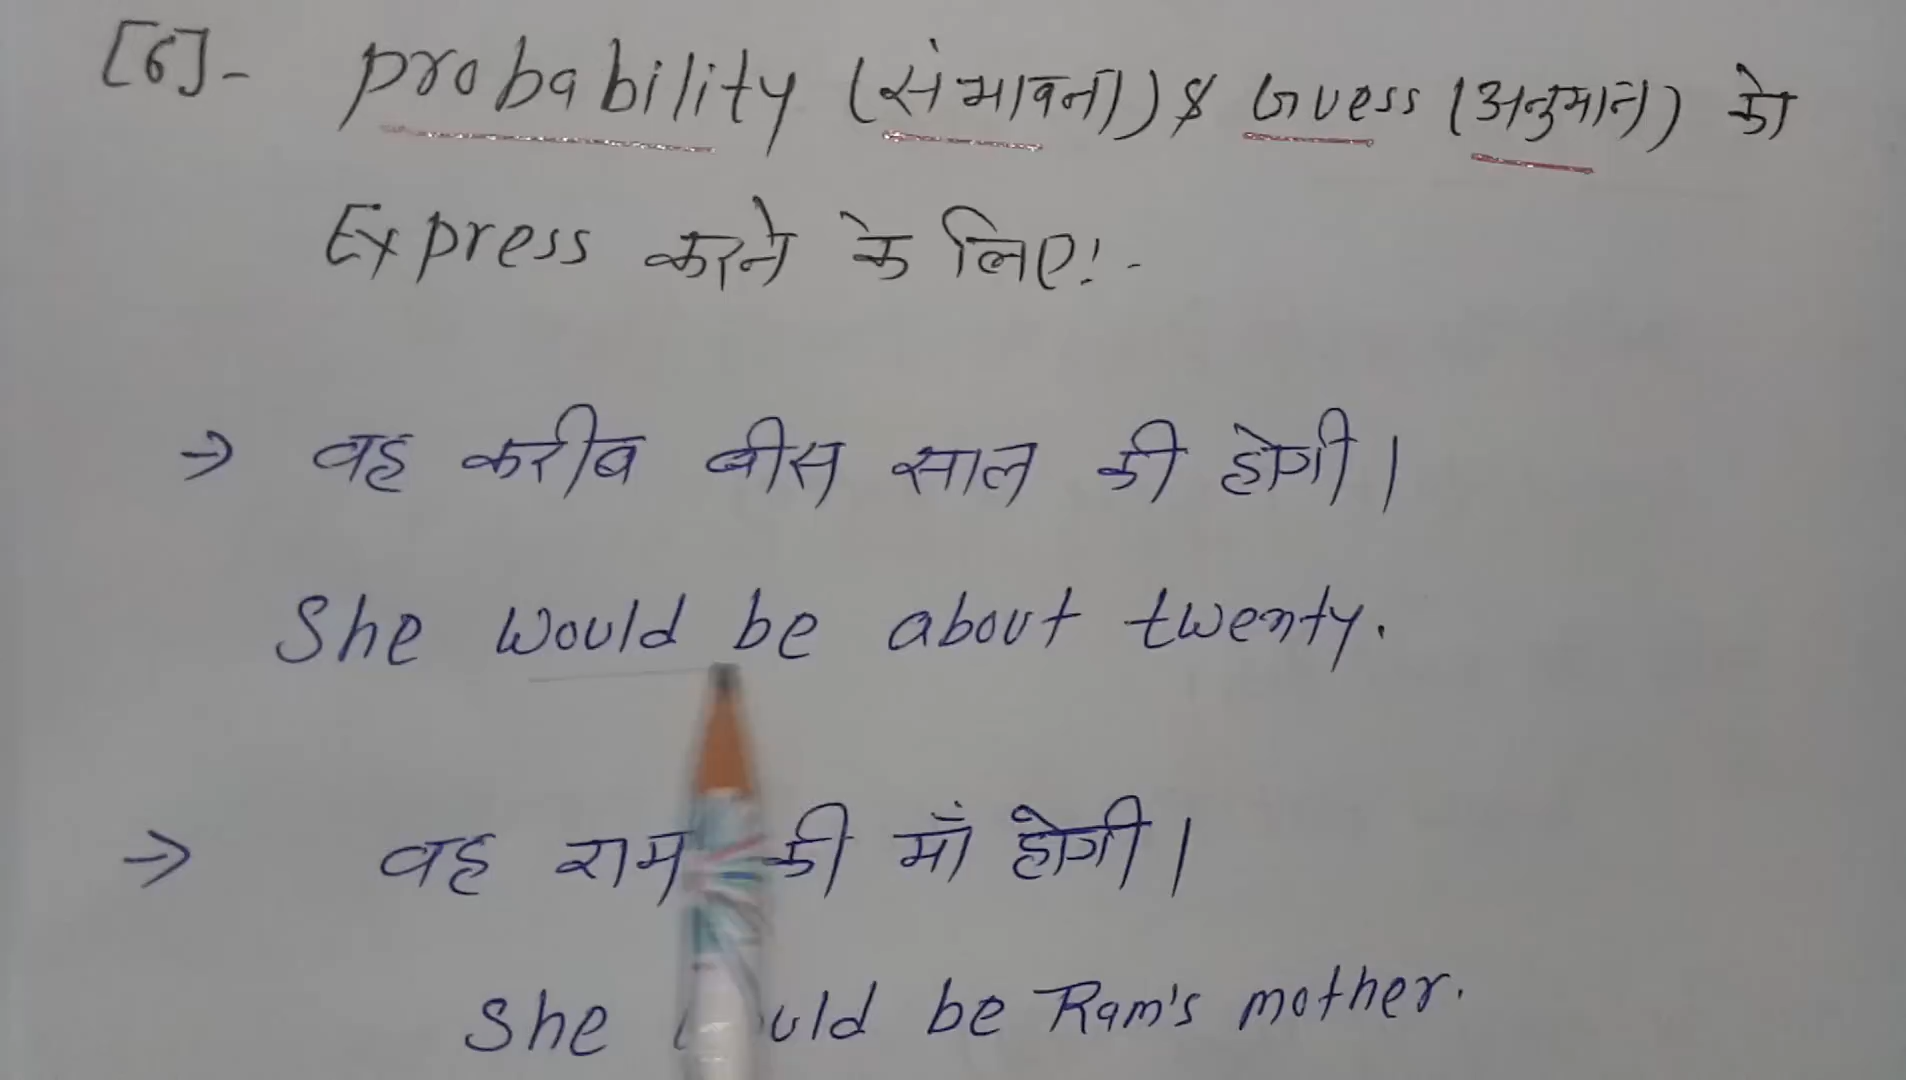 [6]- Probability (संभावना) & Guess (अनुमान) को
Express करने के लिए:-
→ वह करीब बीस साल की होगी।
She would be about twenty.
→ वह राम की माँ होगी।
She be Ram's mother.